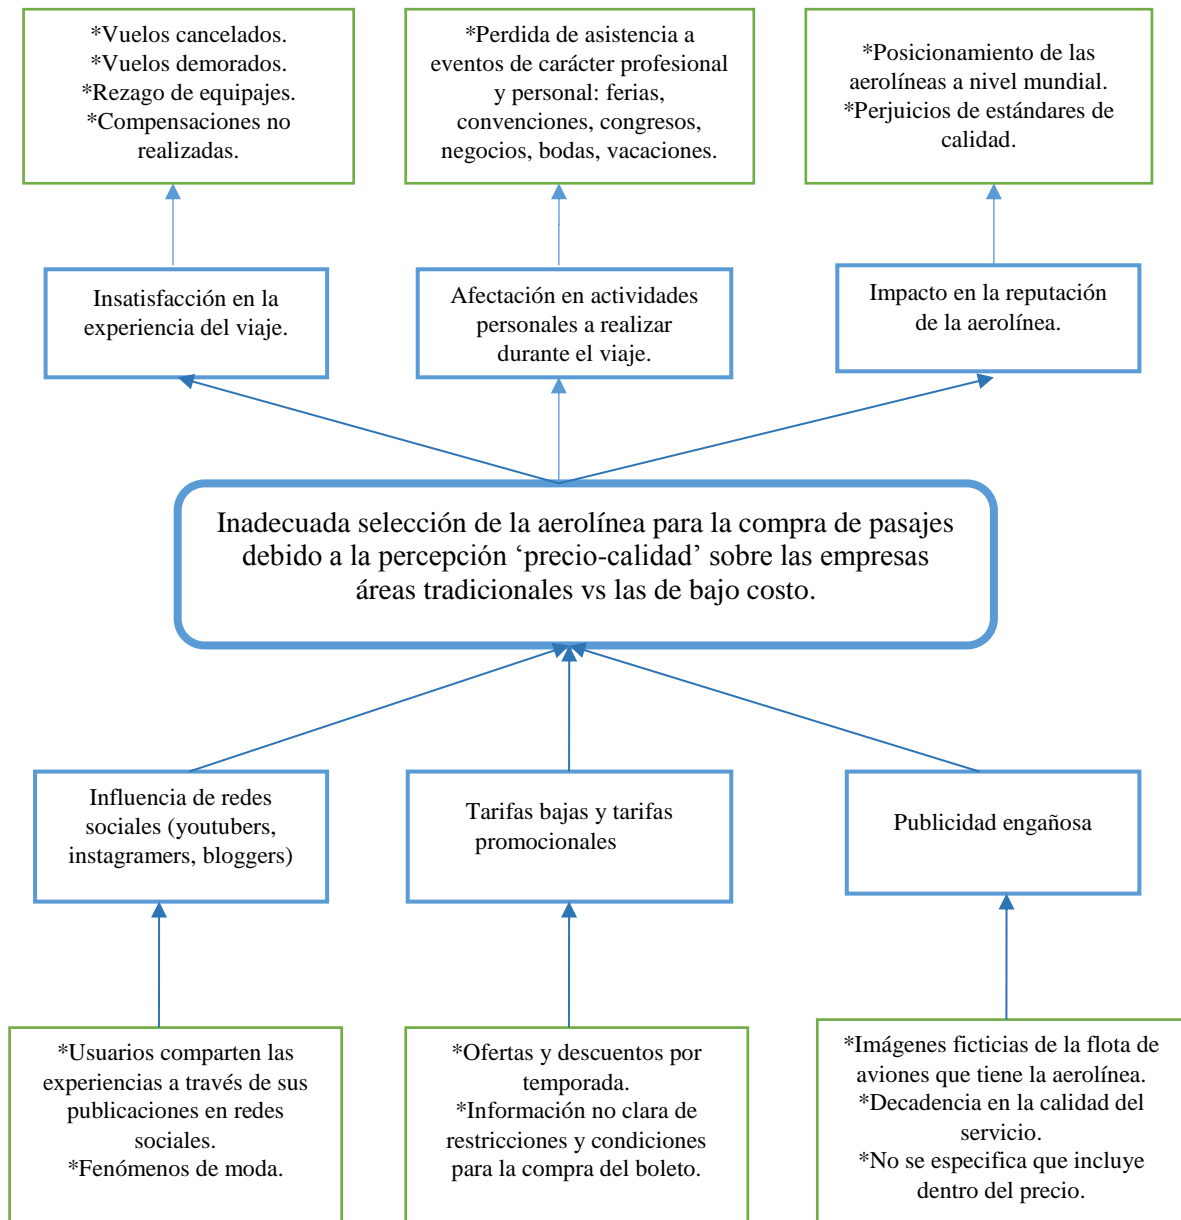 *Vuelos cancelados.
*Vuelos demorados.
*Rezago de equipajes.
*Compensaciones no
realizadas.
*Perdida de asistencia a
eventos de carácter profesional
y personal: ferias,
convenciones, congresos,
negocios, bodas, vacaciones.
*Posicionamiento de las
aerolíneas a nivel mundial.
*Perjuicios de estándares de
calidad.
Insatisfacción en la
experiencia del viaje.
Afectación en actividades
personales a realizar
durante el viaje.
Impacto en la reputación
de la aerolínea.
Inadecuada selección de la aerolínea para la compra de pasajes
debido a la percepción ‘precio-calidad’ sobre las empresas
áreas tradicionales vs las de bajo costo.
Influencia de redes
sociales (youtubers,
instagramers, bloggers)
Tarifas bajas y tarifas
promocionales
Publicidad engañosa
*Usuarios comparten las
experiencias a través de sus
publicaciones en redes
sociales.
*Fenómenos de moda.
*Ofertas y descuentos por
temporada.
*Información no clara de
restricciones y condiciones
para la compra del boleto.
*Imágenes ficticias de la flota de
aviones que tiene la aerolínea.
*Decadencia en la calidad del
servicio.
*No se especifica que incluye
dentro del precio.